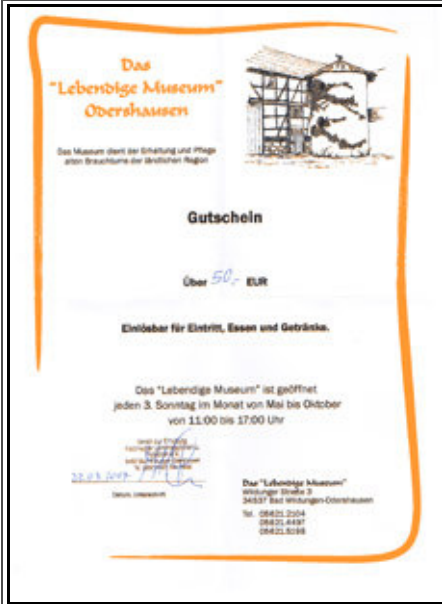 Das
"Lebendige Museum"
Odershausen
Das Museum dient der Erhaltung und Pflege
alten Brauchtums der ländlichen Region
Gutschein
Über 50,- EUR
Einlösbar für Eintritt, Essen und Getränke.
Das "Lebendige Museum" ist geöffnet
jeden 3. Sonntag im Monat von Mai bis Oktober
von 11:00 bis 17:00 Uhr
Datum, Unterschrift
Das "Lebendige Museum"
Wildunger Straße 3
34537 Bad Wildungen-Odershausen
Tel. 05621.2104
05621.4497
05621.5198